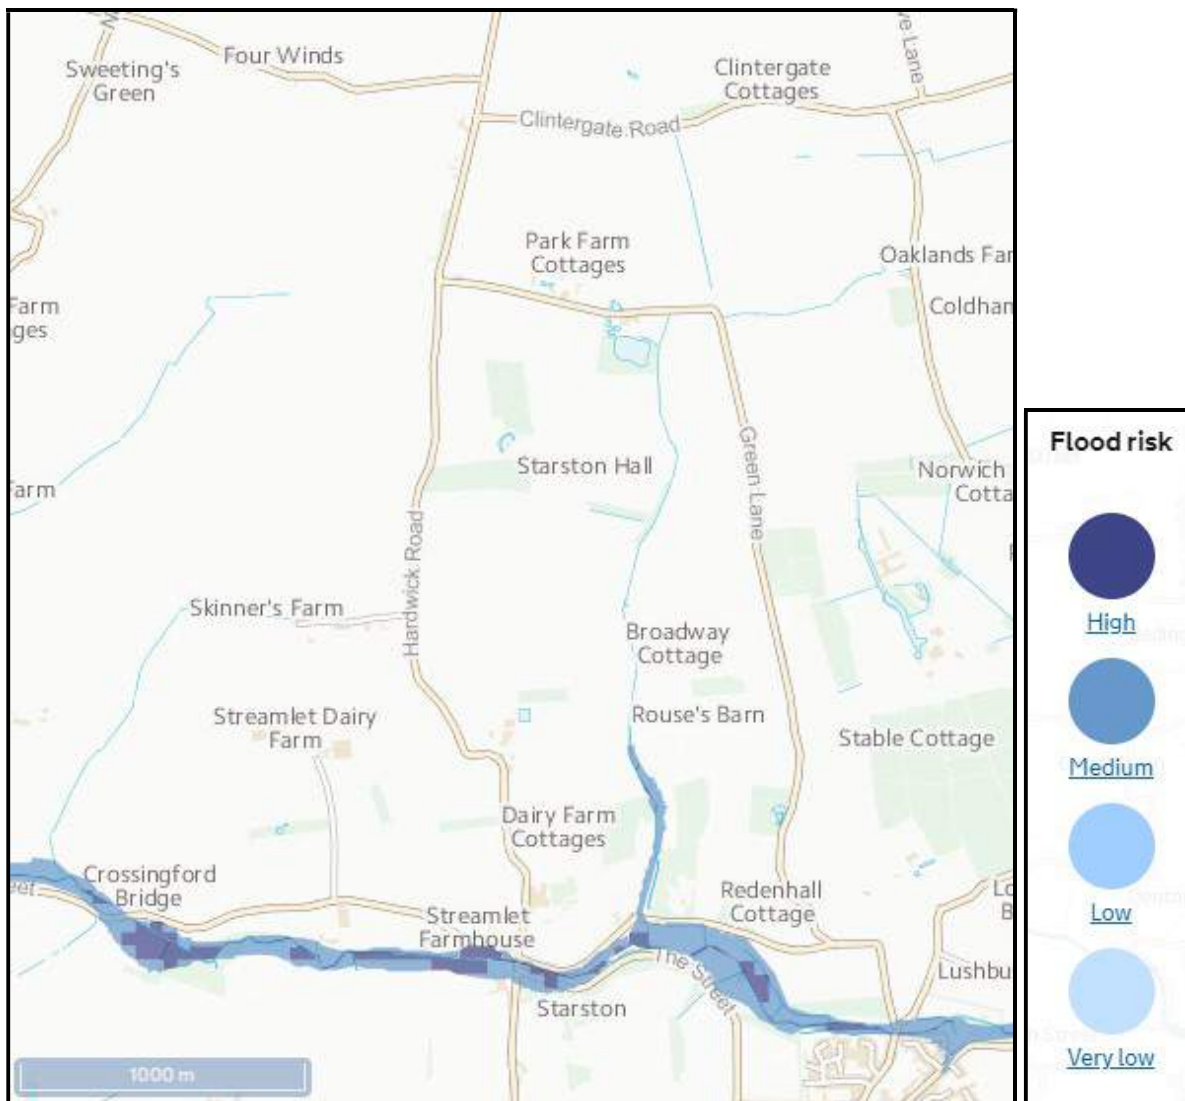 Four Winds
Sweeting's
Green
Clintergate
Cottages
Clintergate Road
Park Farm
Cottages
Oaklands Far
Coldham
Farm
ges
Starston Hall
Green Lane
Norwich
Cotta
arm
Hardwick Road
Skinner's Farm
Broadway
Cottage
Rouse's Barn
Streamlet Dairy
Farm
Stable Cottage
Dairy Farm
Cottages
Crossingford
Bridge
Redenhall
Cottage
Streamlet
Farmhouse
The Street
Lushbu
Starston
1000 m
Flood risk
High
Medium
Low
Very low